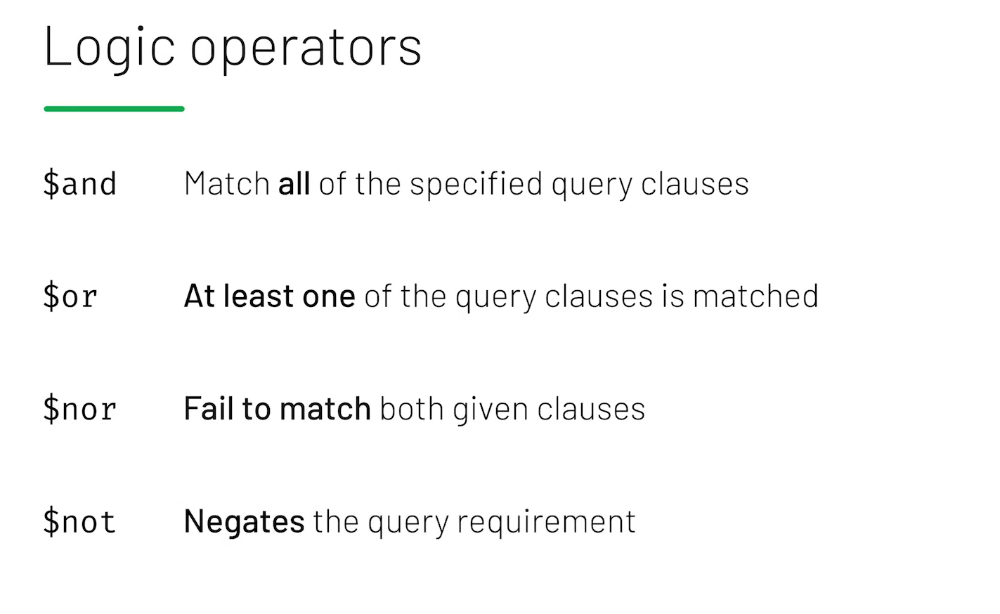 Logic operators
$and Match all of the specified query clauses
$or At least one of the query clauses is matched
$nor Fail to match both given clauses
$not Negates the query requirement